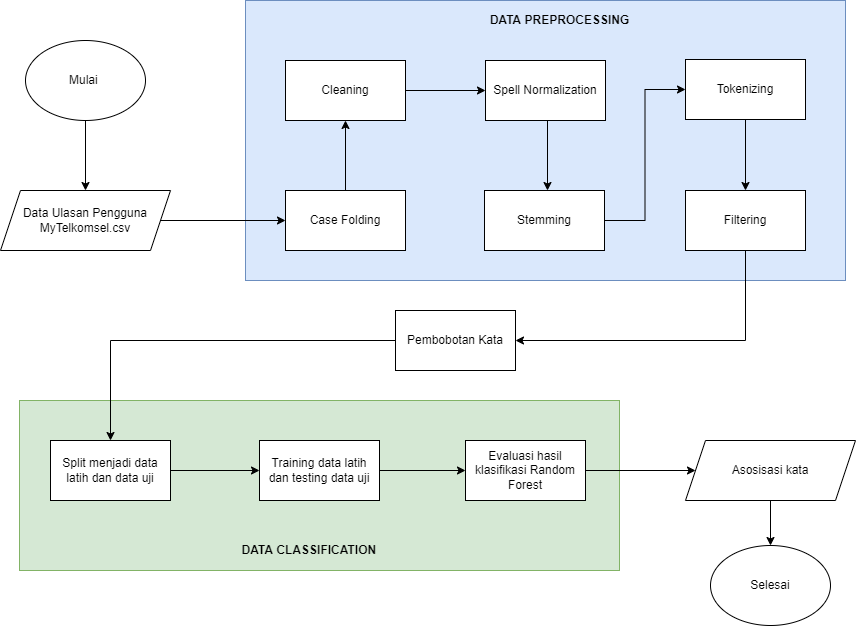 DATA PREPROCESSING
Mulai
Cleaning
Spell Normalization
Tokenizing
Data Ulasan Pengguna
MyTelkomsel.csv
Case Folding
Stemming
Filtering
Pembobotan Kata
Split menjadi data
latih dan data uji
Training data latih
dan testing data uji
Evaluasi hasil
klasifikasi Random
Forest
Asosisasi kata
DATA CLASSIFICATION
Selesai